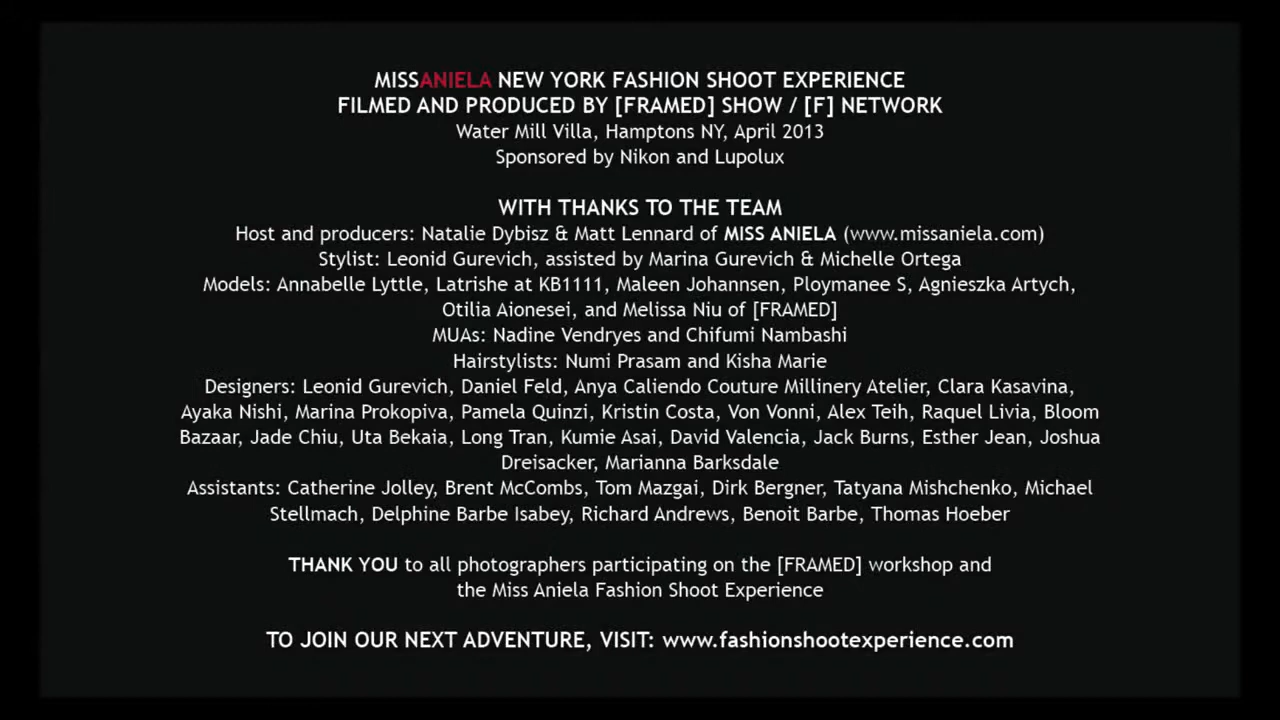 MISSANIELA NEW YORK FASHION SHOOT EXPERIENCE
FILMED AND PRODUCED BY [FRAMED] SHOW / [F] NETWORK
Water Mill Villa, Hamptons NY, April 2013
Sponsored by Nikon and Lupolux
WITH THANKS TO THE TEAM
Host and producers: Natalie Dybisz & Matt Lennard of MISS ANIELA (www.missaniela.com)
Stylist: Leonid Gurevich, assisted by Marina Gurevich & Michelle Ortega
Models: Annabelle Lyttle, Latrishe at KB1111, Maleen Johannsen, Ploymanee S, Agnieszka Artych,
Otilia Aionesei, and Melissa Niu of [FRAMED]
MUAs: Nadine Vendryes and Chifumi Nambashi
Hairstylists: Numi Prasam and Kisha Marie
Designers: Leonid Gurevich, Daniel Feld, Anya Caliendo Couture Millinery Atelier, Clara Kasavina,
Ayaka Nishi, Marina Prokopiva, Pamela Quinzi, Kristin Costa, Von Vonni, Alex Teih, Raquel Livia, Bloom
Bazaar, Jade Chiu, Uta Bekaia, Long Tran, Kumie Asai, David Valencia, Jack Burns, Esther Jean, Joshua
Dreisacker, Marianna Barksdale
Assistants: Catherine Jolley, Brent McCombs, Tom Mazgai, Dirk Bergner, Tatyana Mishchenko, Michael
Stellmach, Delphine Barbe Isabey, Richard Andrews, Benoit Barbe, Thomas Hoeber
THANK YOU to all photographers participating on the [FRAMED] workshop and
the Miss Aniela Fashion Shoot Experience
TO JOIN OUR NEXT ADVENTURE, VISIT: www.fashionshootexperience.com